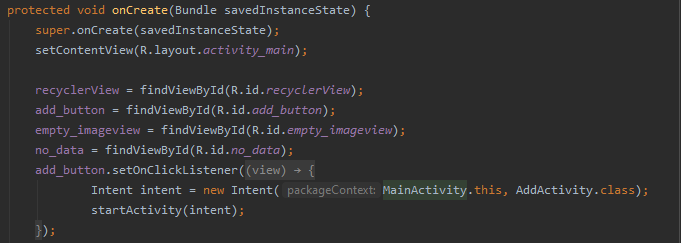 protected void onCreate(Bundle savedInstanceState) {
super.onCreate(savedInstanceState);
setContentView(R.layout.activity_main);
recyclerView = findViewById(R.id.recyclerView);
add_button = findViewById(R.id.add_button);
empty_imageview = findViewById(R.id.empty_imageview);
no_data = findViewById(R.id.no_data);
add_button.setOnClickListener((view) → {
Intent intent = new Intent( packageContext: MainActivity.this, AddActivity.class);
startActivity(intent);
});